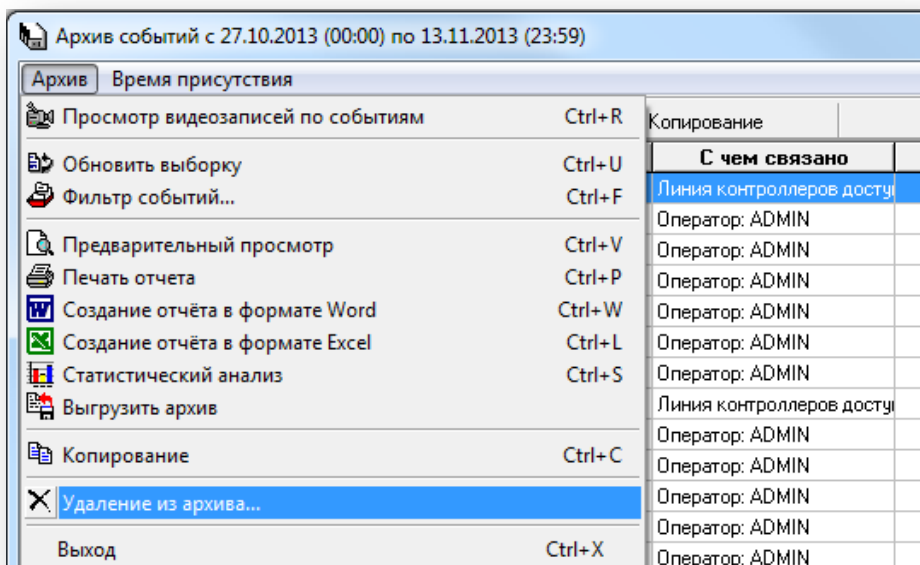 Архив событий с 27.10.2013 (00:00) по 13.11.2013 (23:59)
Архив Время присутствия
Просмотр видеозаписей по событиям Ctrl+R
Обновить выборку Ctrl+U
Фильтр событий... Ctrl+F
Предварительный просмотр Ctrl+V
Печать отчета Ctrl+P
Создание отчёта в формате Word Ctrl+W
Создание отчёта в формате Excel Ctrl+L
Статистический анализ Ctrl+S
Выгрузить архив
Копирование Ctrl+C
Удаление из архива...
Выход Ctrl+X
Копирование
С чем связано
Линия контроллеров досту
Оператор: ADMIN
Оператор: ADMIN
Оператор: ADMIN
Оператор: ADMIN
Оператор: ADMIN
Оператор: ADMIN
Линия контроллеров досту
Оператор: ADMIN
Оператор: ADMIN
Оператор: ADMIN
Оператор: ADMIN
Оператор: ADMIN